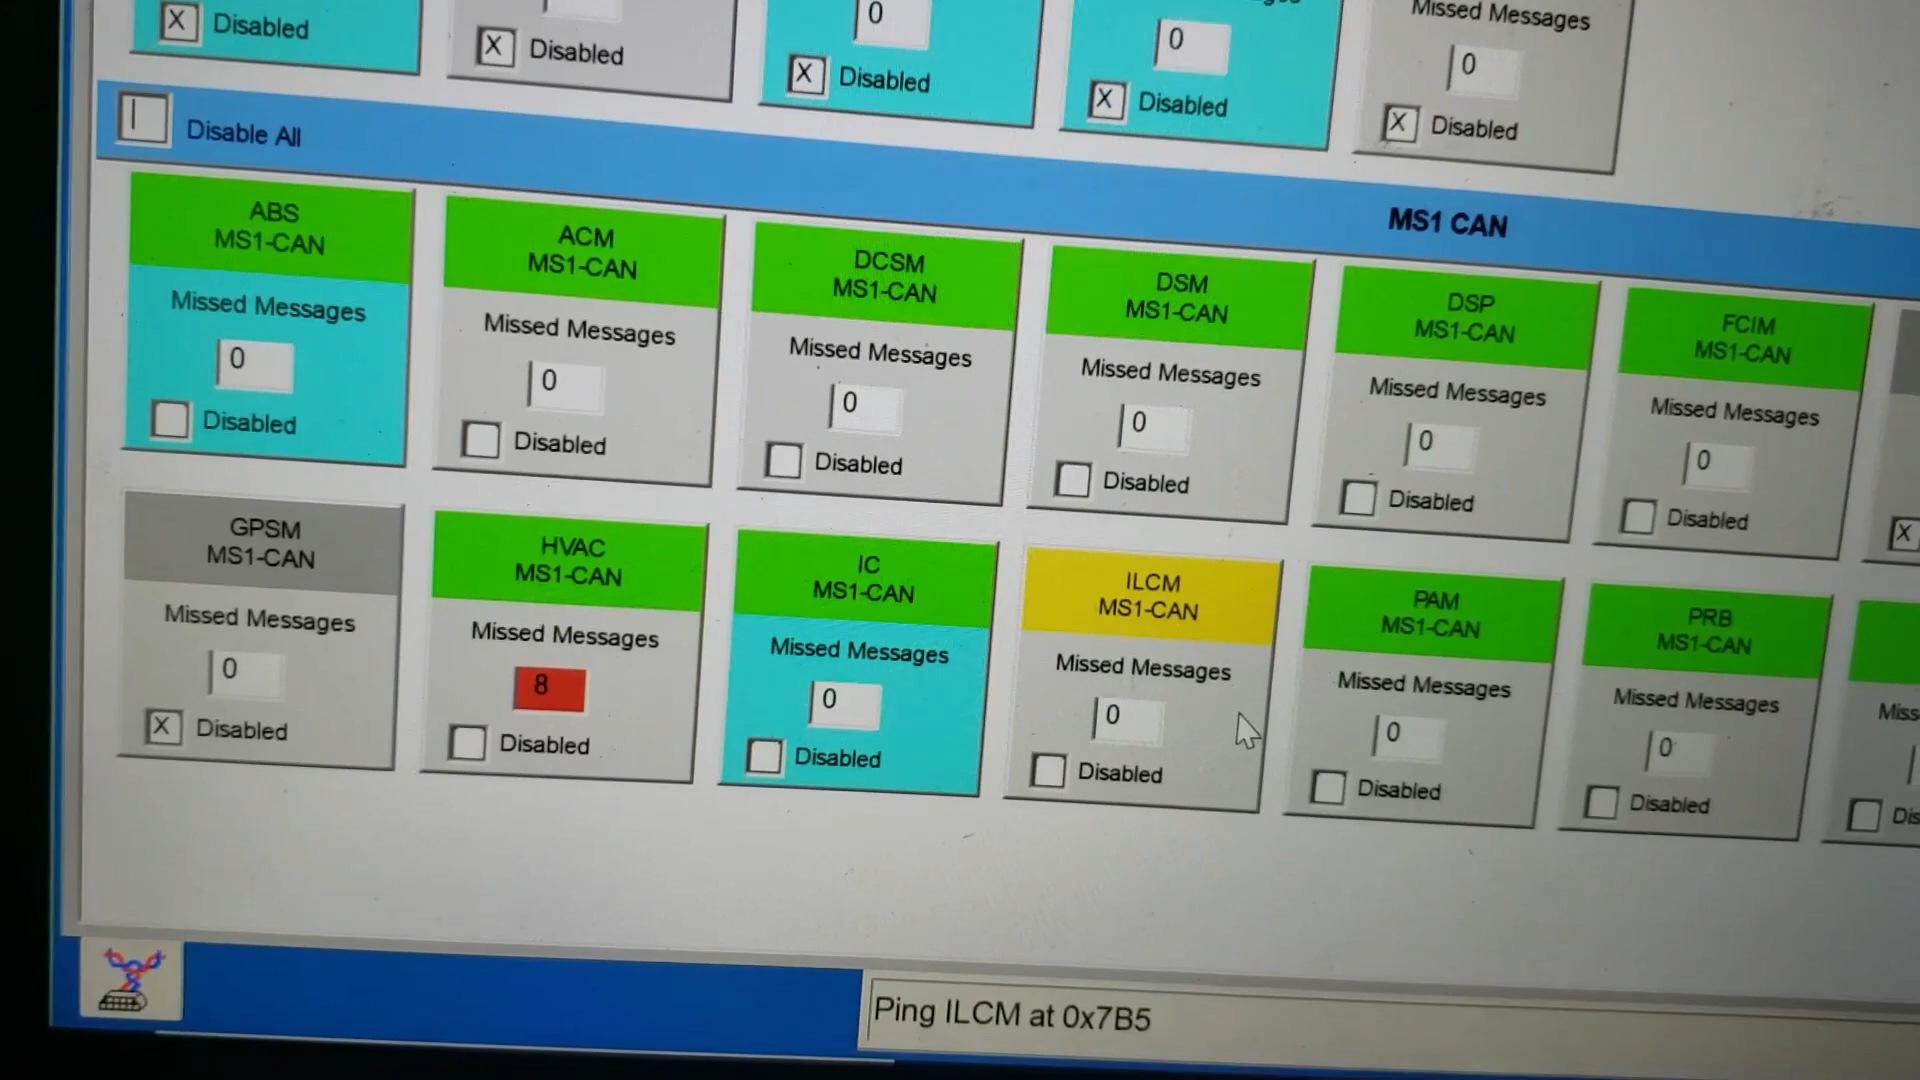 Missed Messages
0
0
0
0
X Disabled
X Disabled
X Disabled
X Disabled
X Disabled
Disable All
MS1 CAN
ABS
MS1-CAN
Missed Messages
0
Disabled
ACM
MS1-CAN
Missed Messages
0
Disabled
DCSM
MS1-CAN
Missed Messages
0
Disabled
DSM
MS1-CAN
Missed Messages
0
Disabled
DSP
MS1-CAN
Missed Messages
0
Disabled
FCIM
MS1-CAN
Missed Messages
0
Disabled
X
GPSM
MS1-CAN
Missed Messages
0
X Disabled
HVAC
MS1-CAN
Missed Messages
8
Disabled
IC
MS1-CAN
Missed Messages
0
Disabled
ILCM
MS1-CAN
Missed Messages
0
Disabled
PAM
MS1-CAN
Missed Messages
0
Disabled
PRB
MS1-CAN
Missed Messages
0
Disabled
Miss
Dis
Ping ILCM at 0x7B5